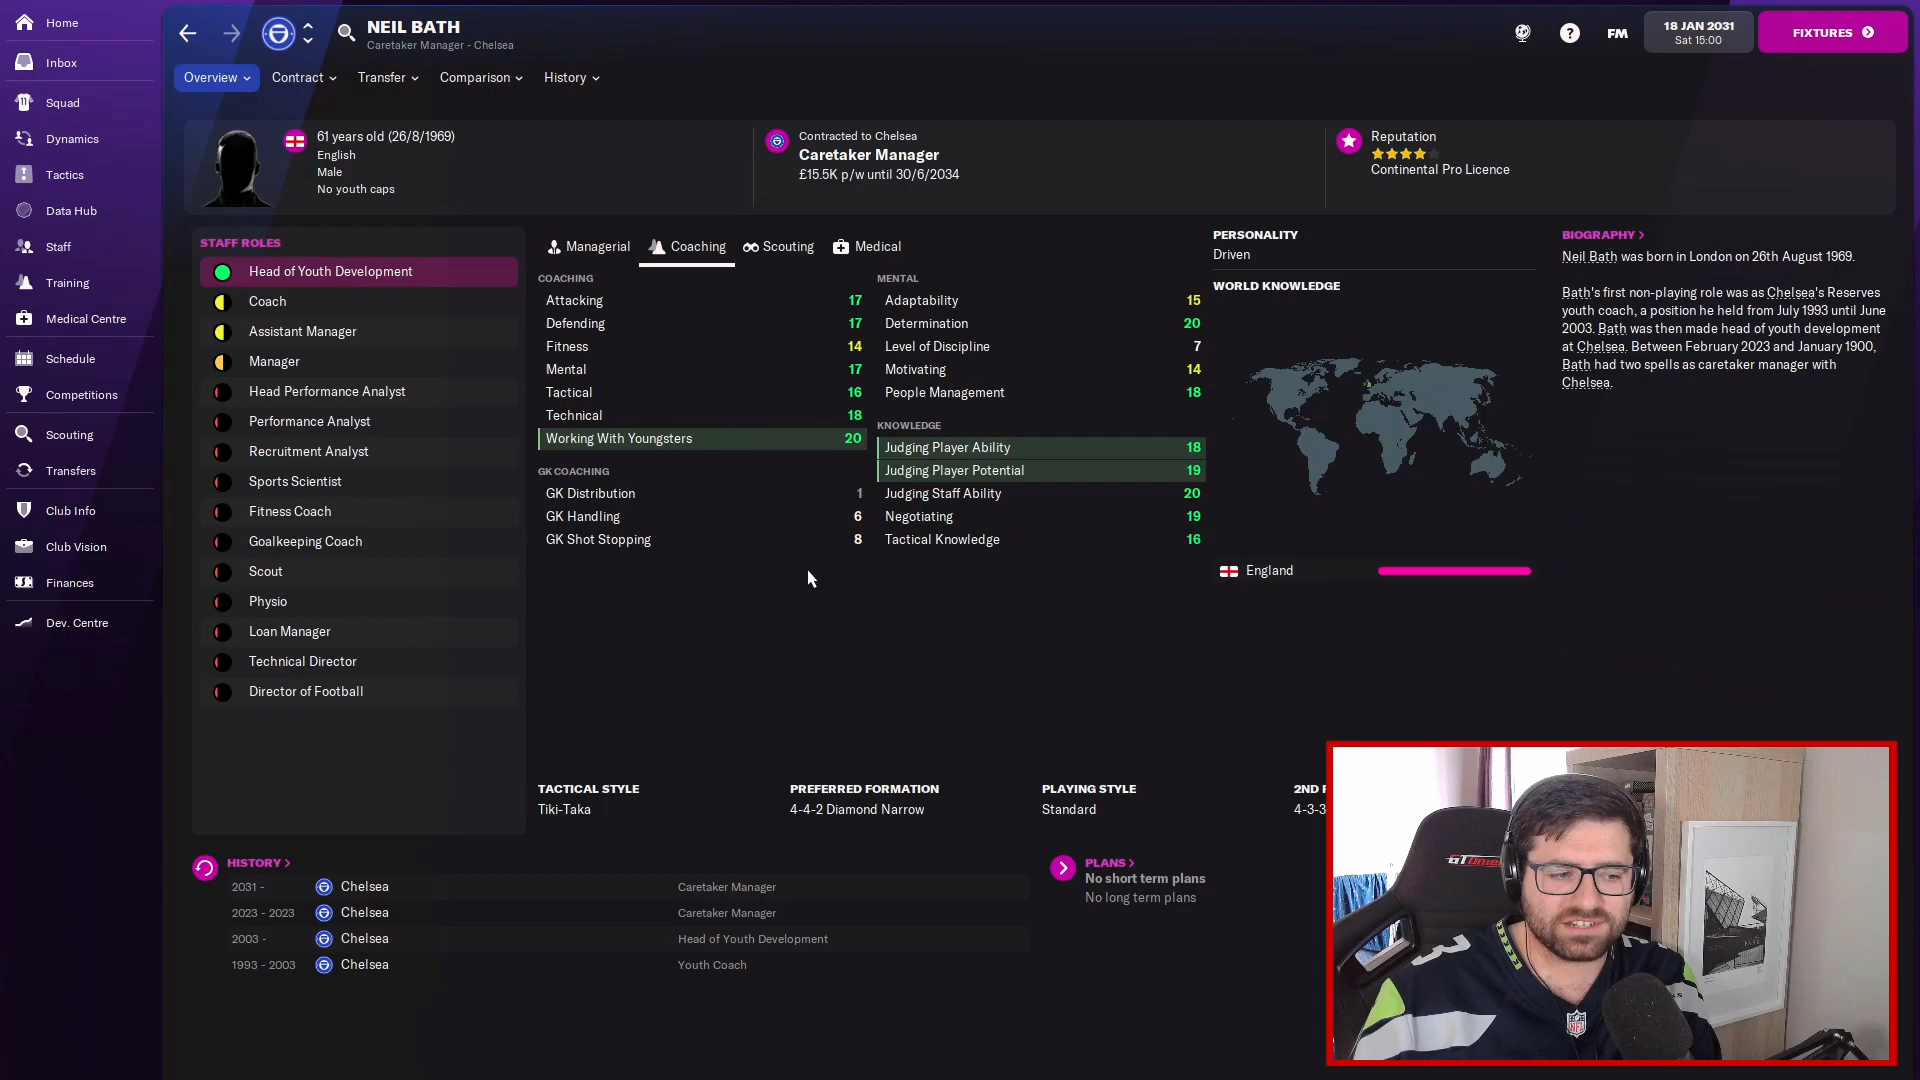 Home
Inbox
Squad
Dynamics
Tactics
Data Hub
Staff
Training
Medical Centre
Schedule
Competitions
Scouting
Transfers
Club Info
Club Vision
Finances
Dev. Centre
NEIL BATH
Caretaker Manager - Chelsea
FM
18 JAN 2031
Sat 15:00
FIXTURES
Overview
Contract
Transfer
Comparison
History
61 years old (26/8/1969)
English
Male
No youth caps
Contracted to Chelsea
Caretaker Manager
£15.5K p/w until 30/6/2034
Reputation
Continental Pro Licence
STAFF ROLES
Head of Youth Development
Coach
Assistant Manager
Manager
Head Performance Analyst
Performance Analyst
Recruitment Analyst
Sports Scientist
Fitness Coach
Goalkeeping Coach
Scout
Physio
Loan Manager
Technical Director
Director of Football
Managerial
Coaching
Scouting
Medical
COACHING
Attacking 17
Defending 17
Fitness 14
Mental 17
Tactical 16
Technical 18
Working With Youngsters 20
GK COACHING
GK Distribution 1
GK Handling 6
GK Shot Stopping 8
MENTAL
Adaptability 15
Determination 20
Level of Discipline 7
Motivating 14
People Management 18
KNOWLEDGE
Judging Player Ability 18
Judging Player Potential 19
Judging Staff Ability 20
Negotiating 19
Tactical Knowledge 16
PERSONALITY
Driven
WORLD KNOWLEDGE
England
BIOGRAPHY >
Neil Bath was born in London on 26th August 1969.
Bath's first non-playing role was as Chelsea's Reserves
youth coach, a position he held from July 1993 until June
2003. Bath was then made head of youth development
at Chelsea. Between February 2023 and January 1900,
Bath had two spells as caretaker manager with
Chelsea.
TACTICAL STYLE
Tiki-Taka
PREFERRED FORMATION
4-4-2 Diamond Narrow
PLAYING STYLE
Standard
2ND
4-3-3
HISTORY >
2031 - Chelsea Caretaker Manager
2023 - 2023 Chelsea Caretaker Manager
2003 - Chelsea Head of Youth Development
1993 - 2003 Chelsea Youth Coach
PLANS >
No short term plans
No long term plans
NFL